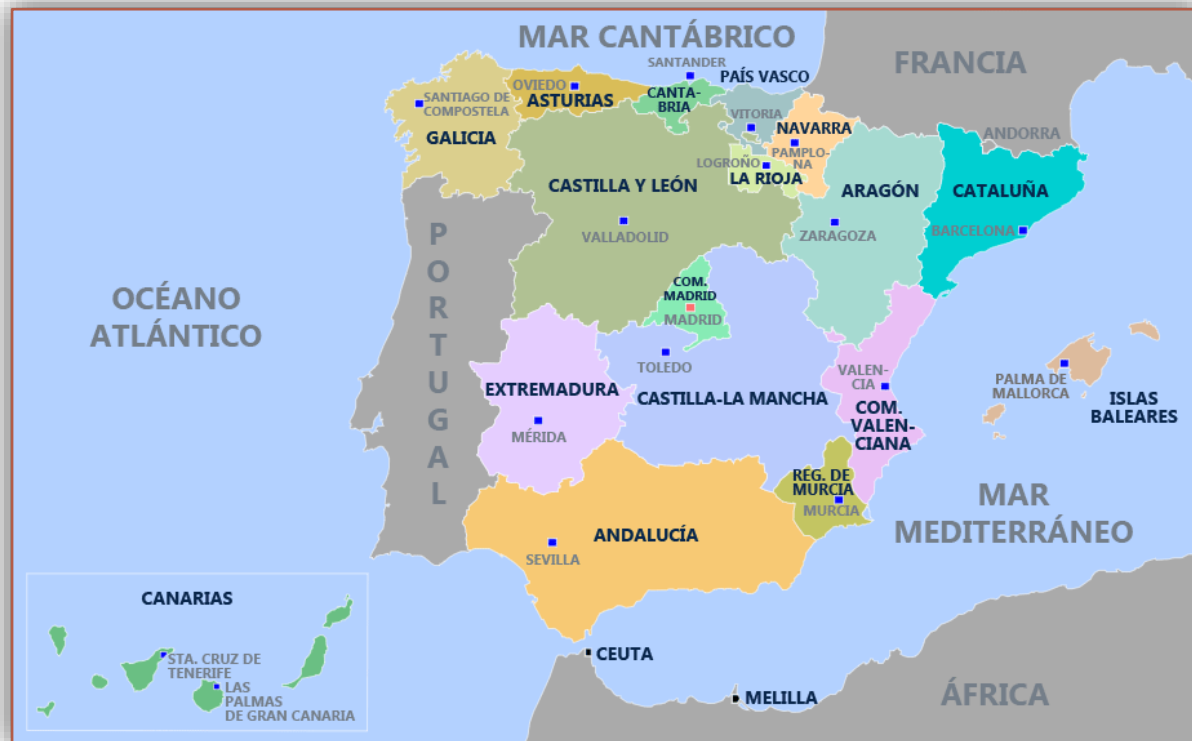 MAR CANTÁBRICO
FRANCIA
SANTANDER
PAÍS VASCO
OVIEDO
ASTURIAS
CANTA-
BRIA
SANTIAGO DE
COMPOSTELA
GALICIA
VITORIA
NAVARRA
PAMPLO-
NA
LOGROÑO
LA RIOJA
ANDORRA
CASTILLA Y LEÓN
ARAGÓN
CATALUÑA
VALLADOLID
ZARAGOZA
BARCELONA
PORTUGAL
OCÉANO
ATLÁNTICO
COM.
MADRID
MADRID
TOLEDO
EXTREMADURA
CASTILLA-LA MANCHA
VALEN-
CIA
COM.
VALEN-
CIANA
PALMA DE
MALLORCA
ISLAS
BALEARES
MÉRIDA
REG. DE
MURCIA
MURCIA
MAR
MEDITERRÁNEO
ANDALUCÍA
SEVILLA
CANARIAS
STA. CRUZ DE
TENERIFE
LAS
PALMAS
DE GRAN CANARIA
CEUTA
MELILLA
ÁFRICA